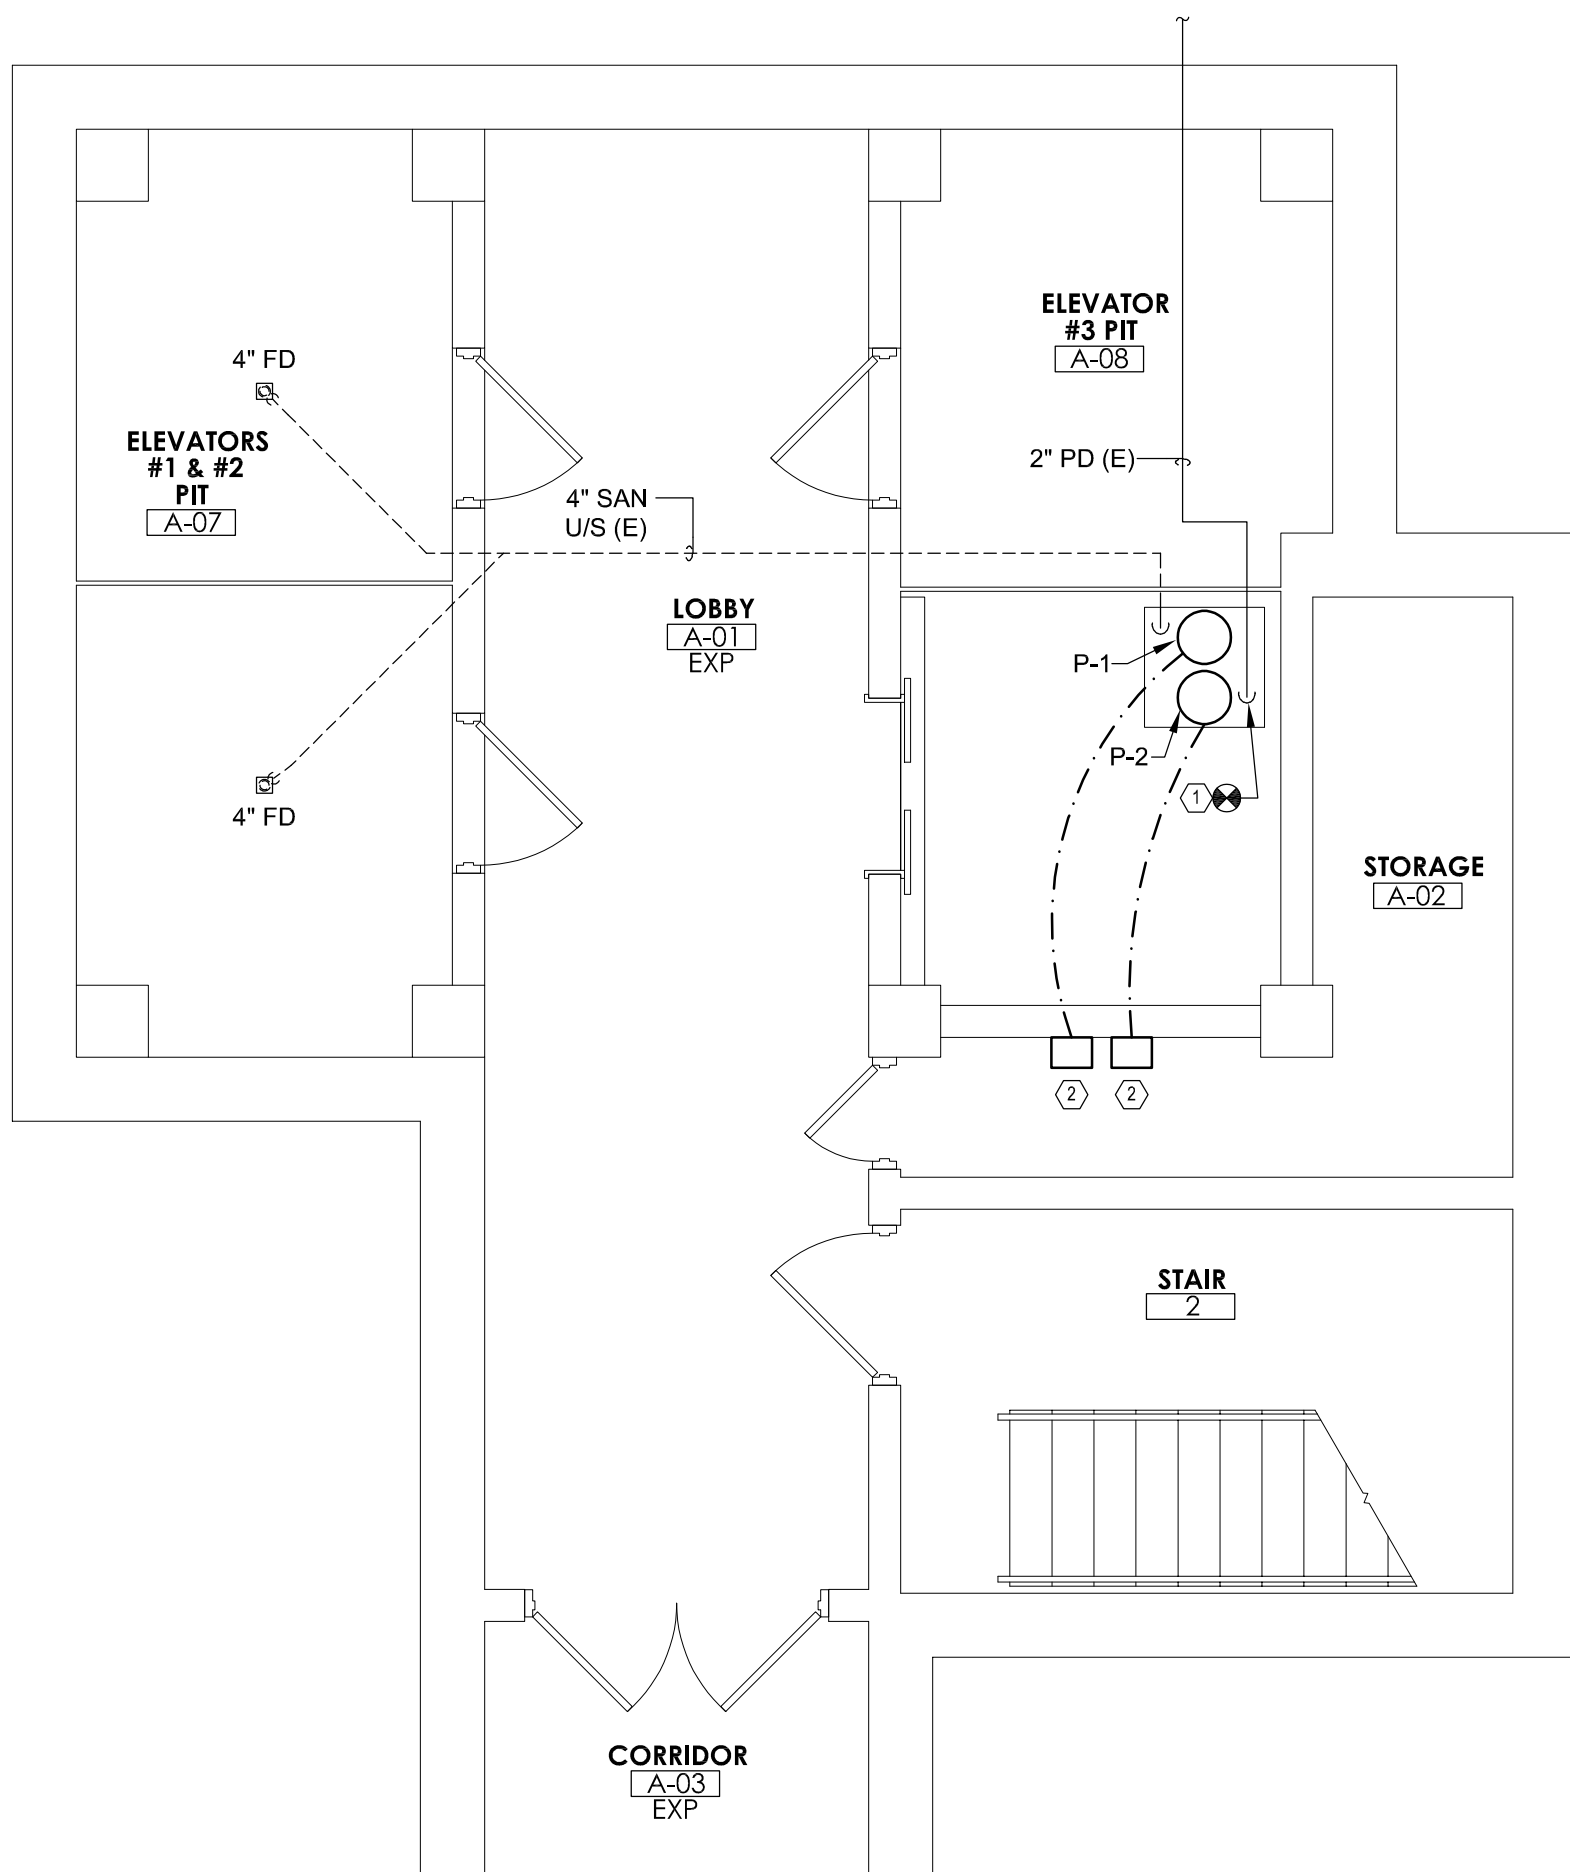 ELEVATOR
#3 PIT
A-08
4" FD
ELEVATORS
#1 & #2
PIT
A-07
2" PD (E)
4" SAN
U/S (E)
LOBBY
A-01
EXP
P-1
P-2
1
4" FD
STORAGE
A-02
2
2
STAIR
2
CORRIDOR
A-03
EXP